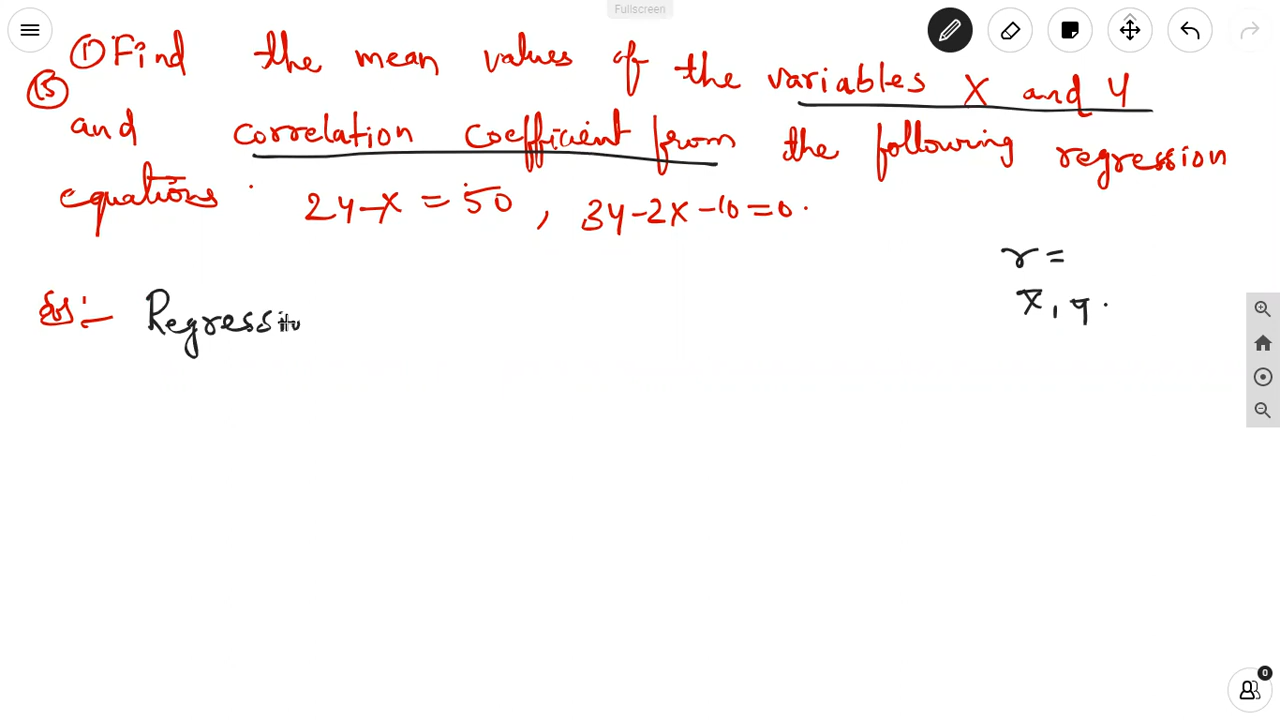 Fullscreen
① Find the mean values of the variables X and Y
⑮
and correlation coefficient from the following regression
equations 2y-x = 50 , 3y-2x-10=0.
r =
x̄, ȳ.
Sol :-
0